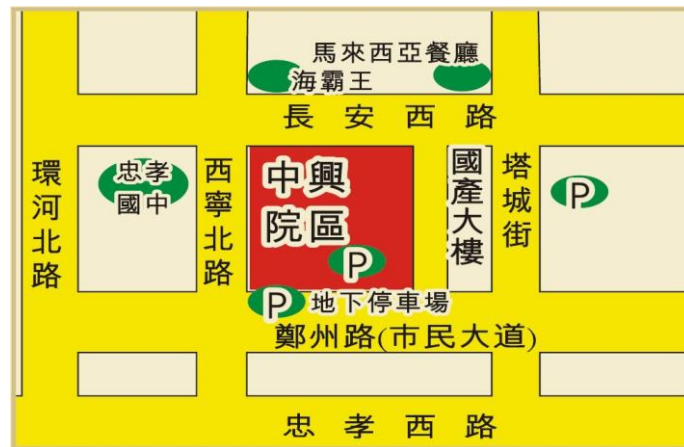 馬來西亞餐廳
海霸王
長安西路
環河北路
忠孝
國中
西寧北路
中興
院區
P
國產大樓
塔城街
P
P
地下停車場
鄭州路(市民大道)
忠孝西路